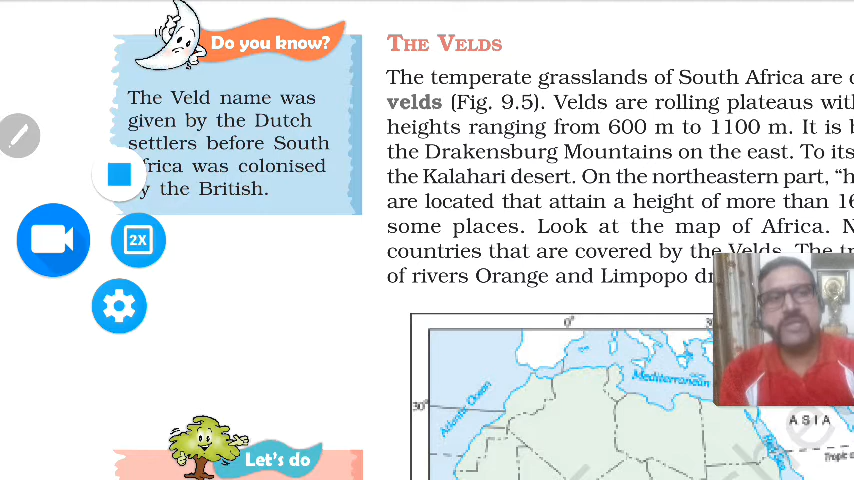 Do you know?
The Veld name was
given by the Dutch
settlers before South
Africa was colonised
by the British.
2X
THE VELDS
The temperate grasslands of South Africa are
velds (Fig. 9.5). Velds are rolling plateaus
heights ranging from 600 m to 1100 m. It is
the Drakensburg Mountains on the east. To its
the Kalahari desert. On the northeastern part,
are located that attain a height of more than
some places. Look at the map of Africa.
countries that are covered by the Velds. The
of rivers Orange and Limpopo
0°
30°
Atlantic Ocean
Mediterranean
ASIA
Tropic
Let's do